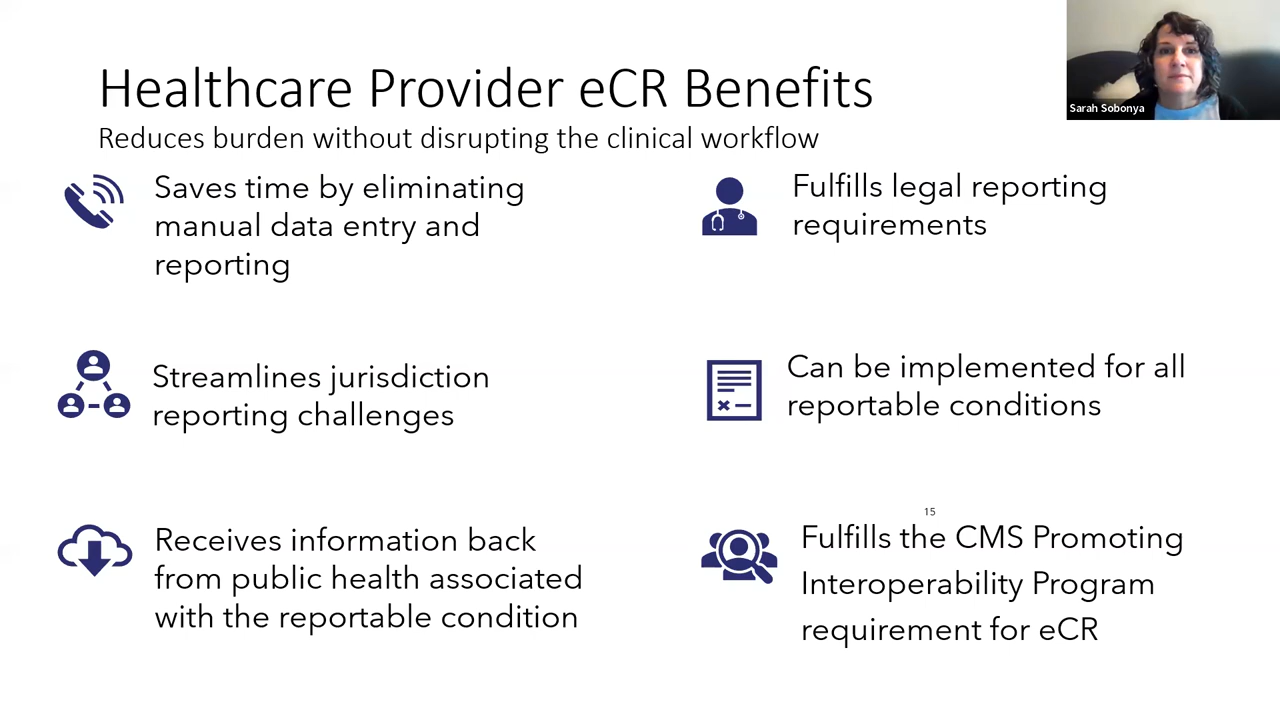 Healthcare Provider eCR Benefits
Reduces burden without disrupting the clinical workflow
Sarah Sobonya
Saves time by eliminating
manual data entry and
reporting
Fulfills legal reporting
requirements
Streamlines jurisdiction
reporting challenges
Can be implemented for all
reportable conditions
Receives information back
from public health associated
with the reportable condition
15
Fulfills the CMS Promoting
Interoperability Program
requirement for eCR